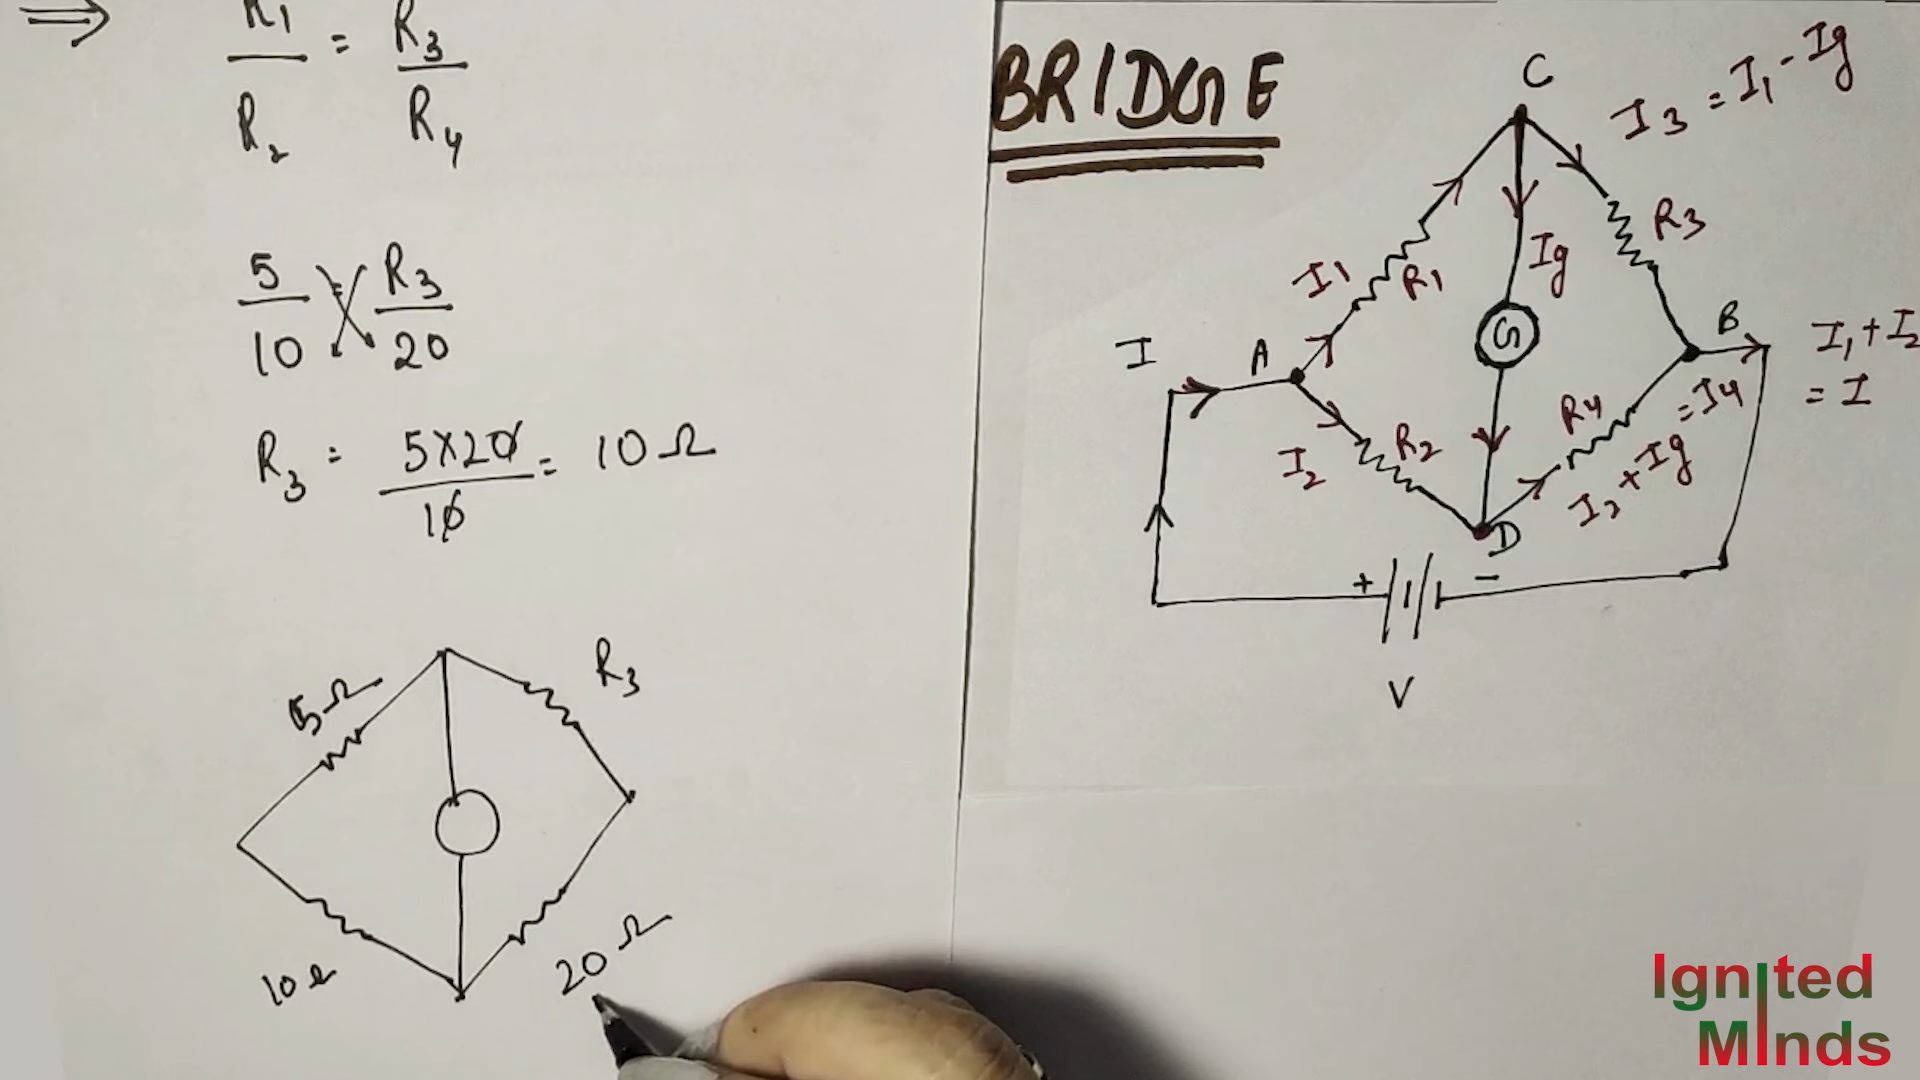 ⇒ R₁/R₂ = R₃/R₄
5/10 = R₃/20
R₃ = 5×20/10 = 10 Ω
5 Ω
R₃
10 Ω
20 Ω
BRIDGE
C
I₃ = I₁ - Ig
I₁
R₁
Ig
R₃
G
I
A
B
I₁ + I₂
= I
I₂
R₂
R₄
I₂ + Ig = I₄
D
+
-
V
Ignited
Minds